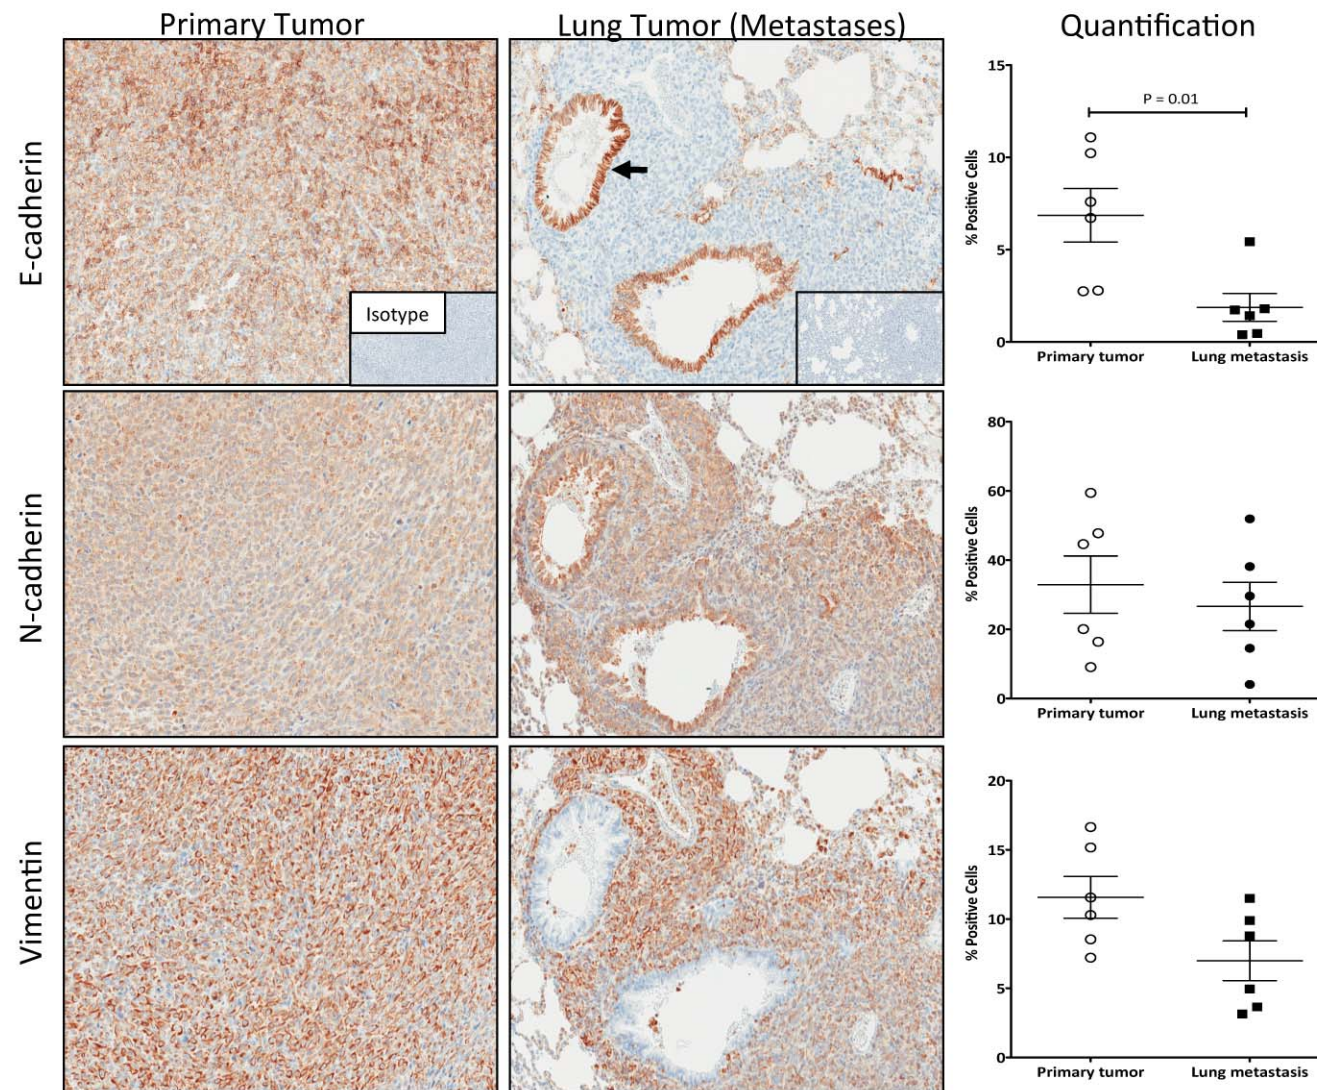 Primary Tumor
Lung Tumor (Metastases)
Quantification
E-cadherin
Isotype
% Positive Cells
15
10
5
0
P = 0.01
Primary tumor
Lung metastasis
N-cadherin
% Positive Cells
80
60
40
20
0
Primary tumor
Lung metastasis
Vimentin
% Positive Cells
20
15
10
5
0
Primary tumor
Lung metastasis